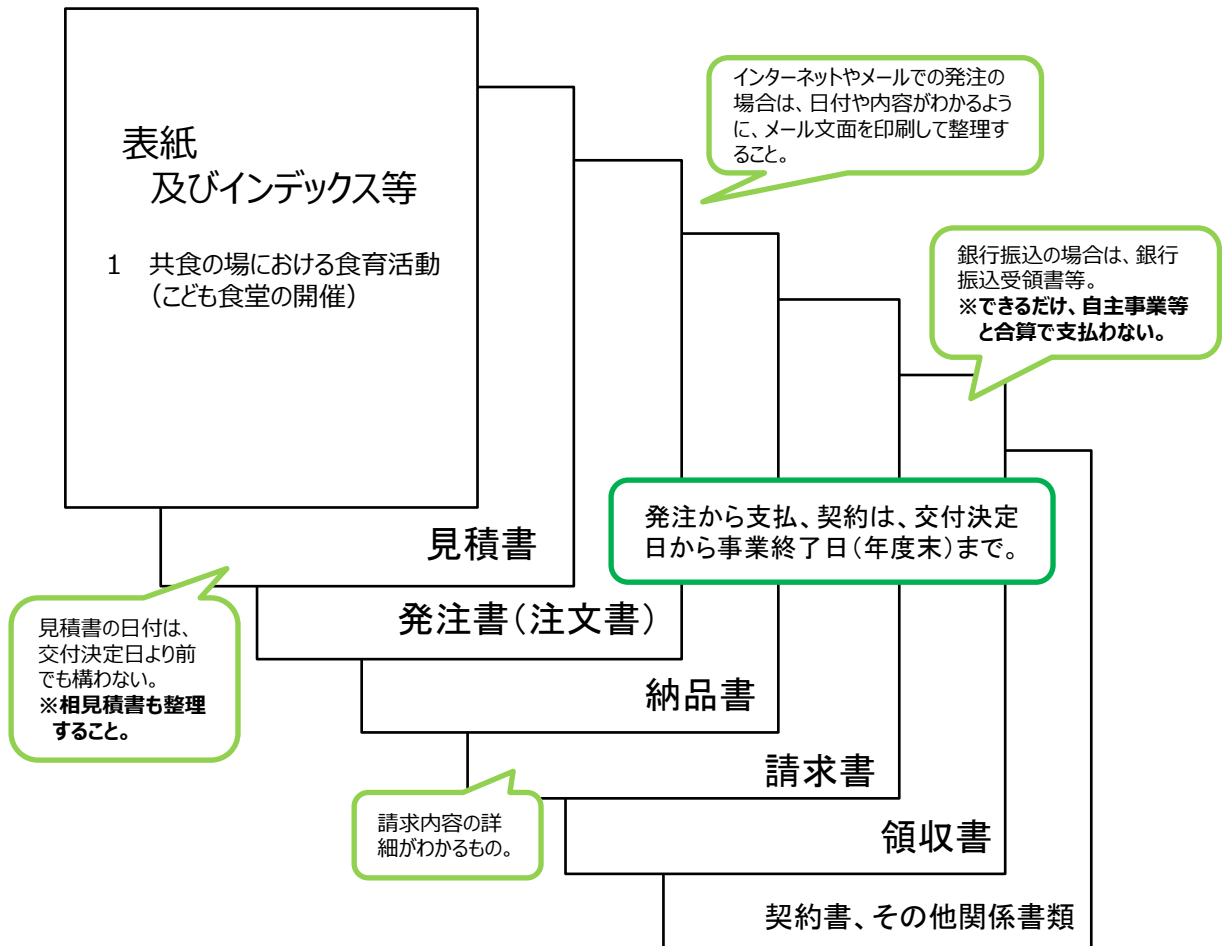 表紙
及びインデックス等
1　共食の場における食育活動
（こども食堂の開催）
インターネットやメールでの発注の
場合は、日付や内容がわかるよう
に、メール文面を印刷して整理す
ること。
銀行振込の場合は、銀行
振込受領書等。
※できるだけ、自主事業等
と合算で支払わない。
発注から支払、契約は、交付決定
日から事業終了日（年度末）まで。
見積書
見積書の日付は、
交付決定日より前
でも構わない。
※相見積書も整理
すること。
発注書（注文書）
納品書
請求書
請求内容の詳
細がわかるもの。
領収書
契約書、その他関係書類